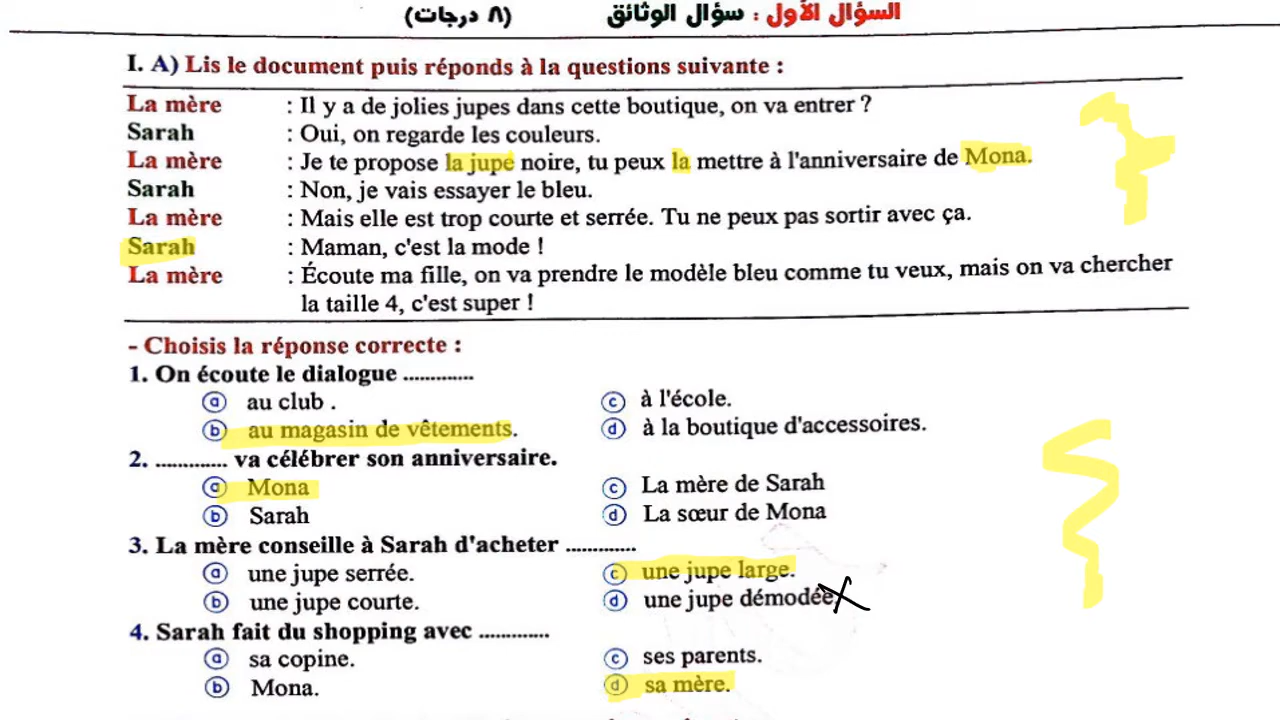 السؤال الأول : سؤال الوثائق (٨ درجات)
I. A) Lis le document puis réponds à la questions suivante :
La mère : Il y a de jolies jupes dans cette boutique, on va entrer ?
Sarah : Oui, on regarde les couleurs.
La mère : Je te propose la jupe noire, tu peux la mettre à l'anniversaire de Mona.
Sarah : Non, je vais essayer le bleu.
La mère : Mais elle est trop courte et serrée. Tu ne peux pas sortir avec ça.
Sarah : Maman, c'est la mode !
La mère : Écoute ma fille, on va prendre le modèle bleu comme tu veux, mais on va chercher
la taille 4, c'est super !
- Choisis la réponse correcte :
1. On écoute le dialogue .............
a au club .
c à l'école.
b au magasin de vêtements.
d à la boutique d'accessoires.
2. ............. va célébrer son anniversaire.
a Mona
c La mère de Sarah
b Sarah
d La sœur de Mona
3. La mère conseille à Sarah d'acheter .............
a une jupe serrée.
c une jupe large.
b une jupe courte.
d une jupe démodée.
4. Sarah fait du shopping avec .............
a sa copine.
c ses parents.
b Mona.
d sa mère.